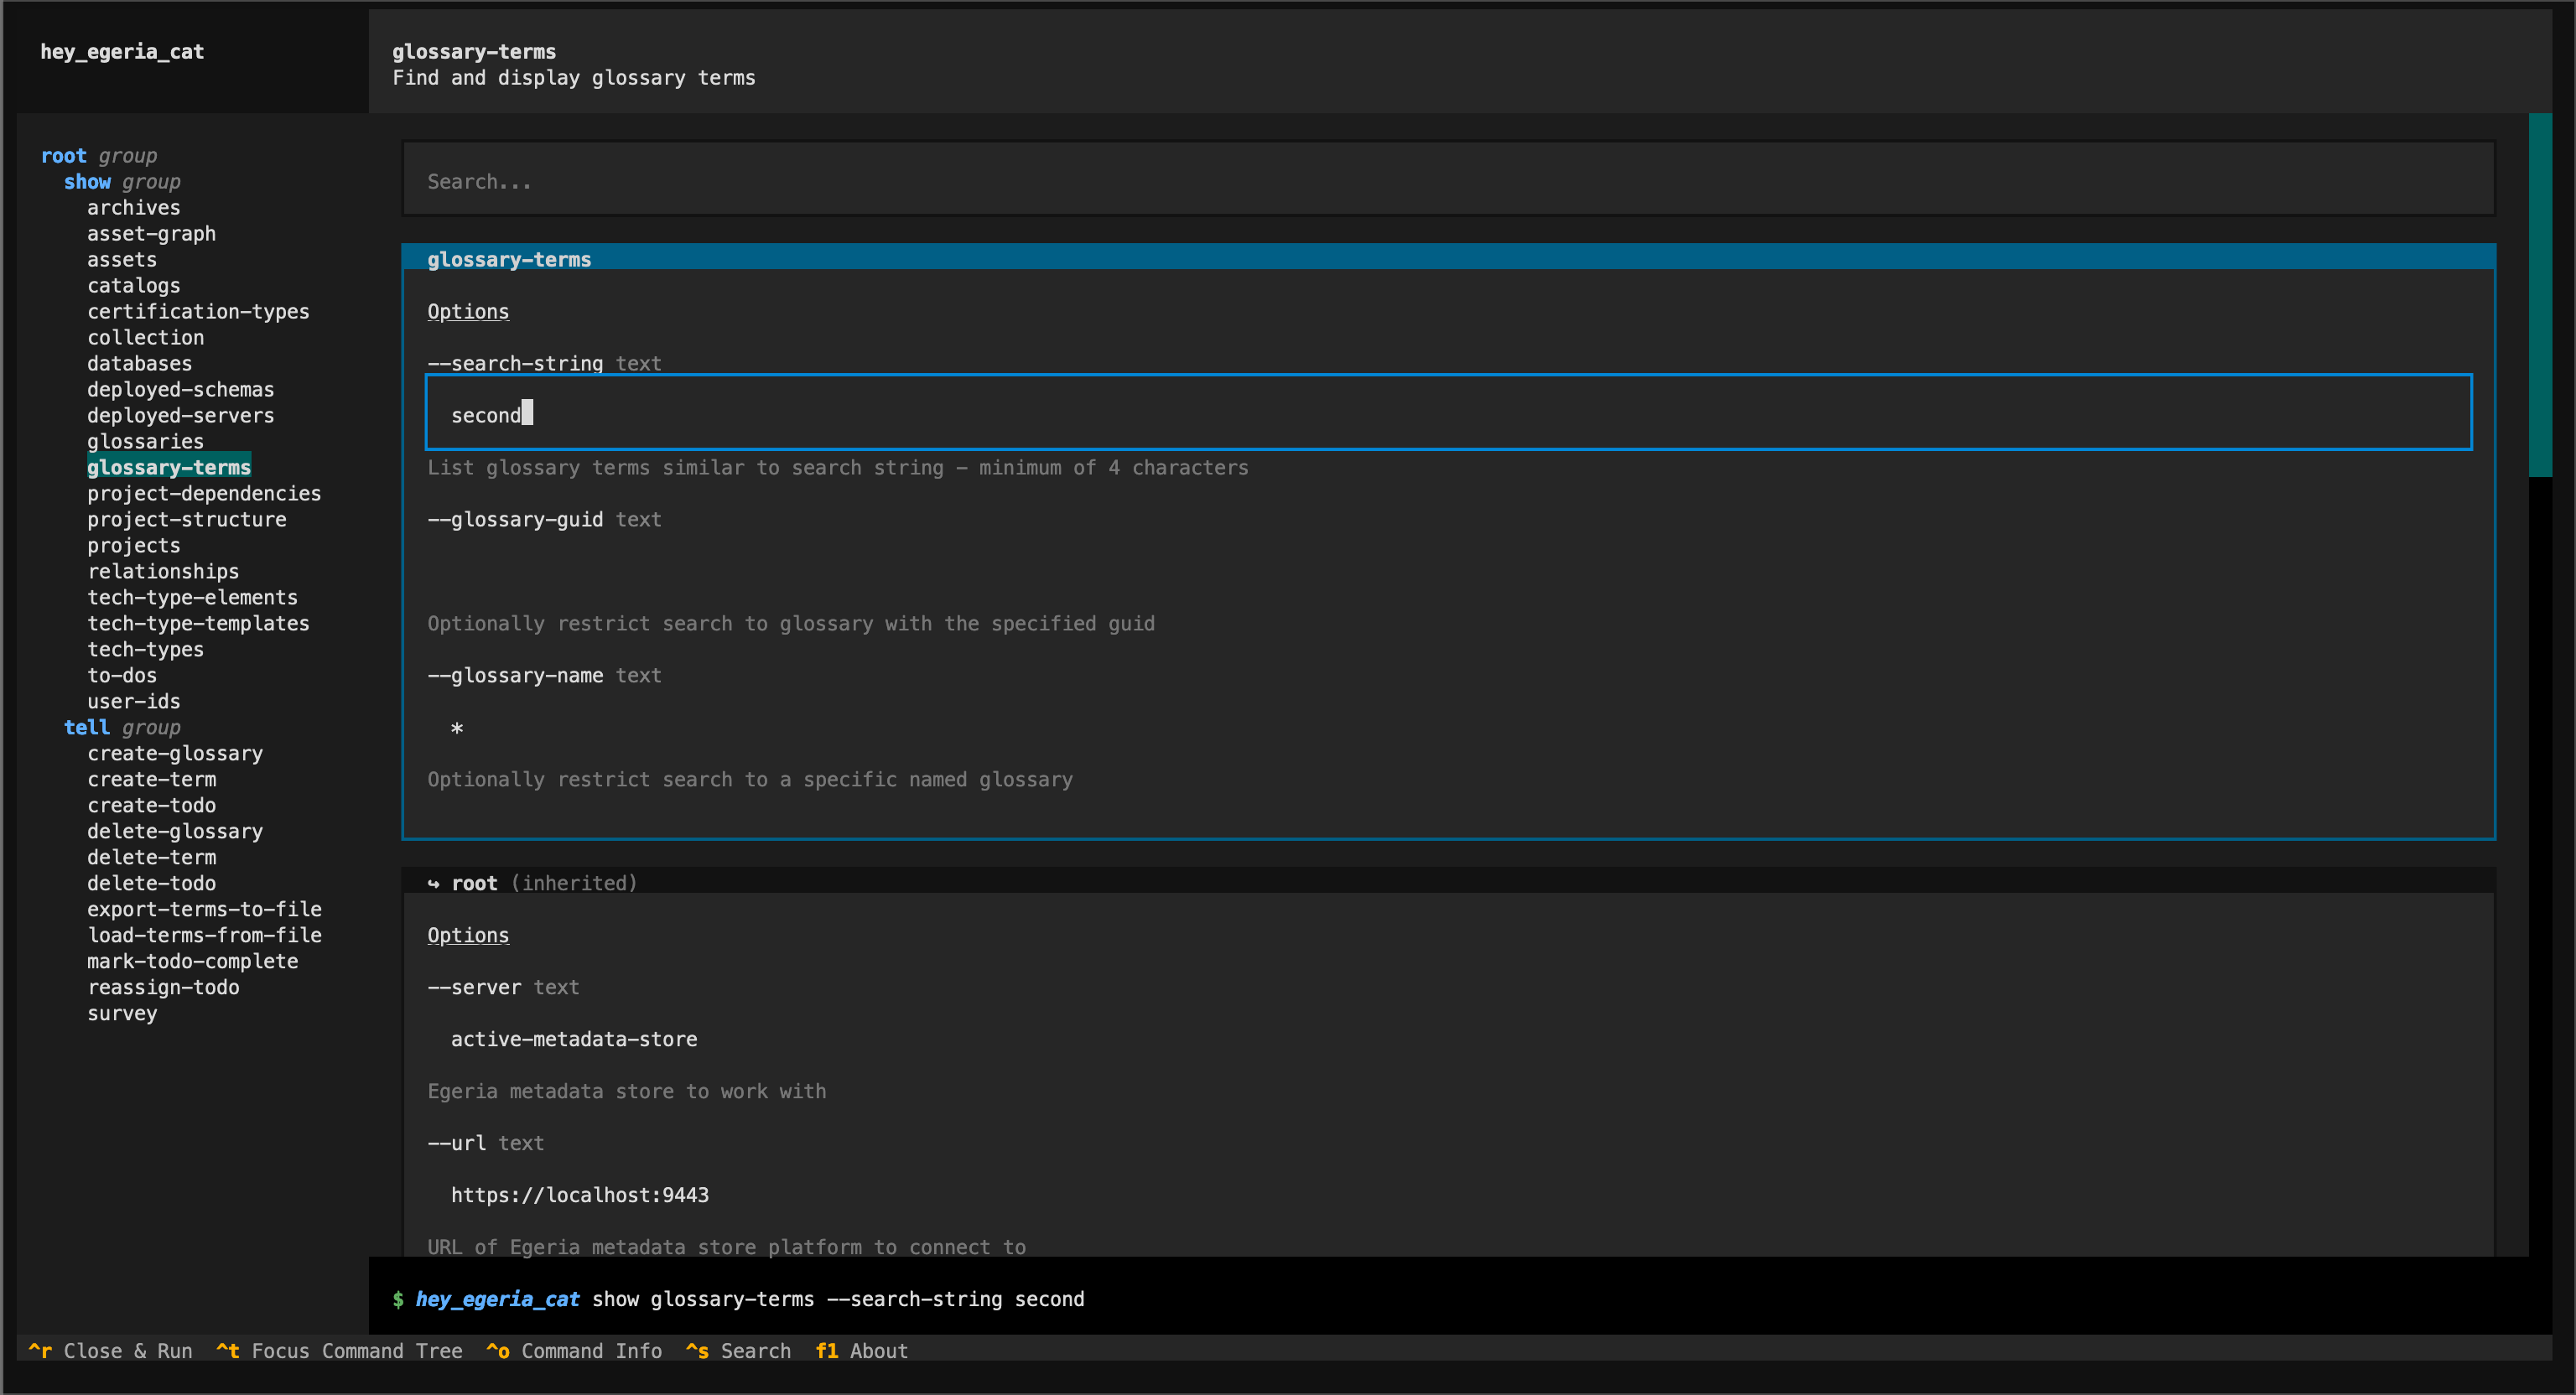 hey_egeria_cat
glossary-terms
Find and display glossary terms
root group
show group
archives
asset-graph
assets
catalogs
certification-types
collection
databases
deployed-schemas
deployed-servers
glossaries
glossary-terms
project-dependencies
project-structure
projects
relationships
tech-type-elements
tech-type-templates
tech-types
to-dos
user-ids
tell group
create-glossary
create-term
create-todo
delete-glossary
delete-term
delete-todo
export-terms-to-file
load-terms-from-file
mark-todo-complete
reassign-todo
survey
Search...
glossary-terms
Options
--search-string text
second
List glossary terms similar to search string - minimum of 4 characters
--glossary-guid text
Optionally restrict search to glossary with the specified guid
--glossary-name text
*
Optionally restrict search to a specific named glossary
↪ root (inherited)
Options
--server text
active-metadata-store
Egeria metadata store to work with
--url text
https://localhost:9443
URL of Egeria metadata store platform to connect to
$ hey_egeria_cat show glossary-terms --search-string second
^r Close & Run ^t Focus Command Tree ^o Command Info ^s Search f1 About